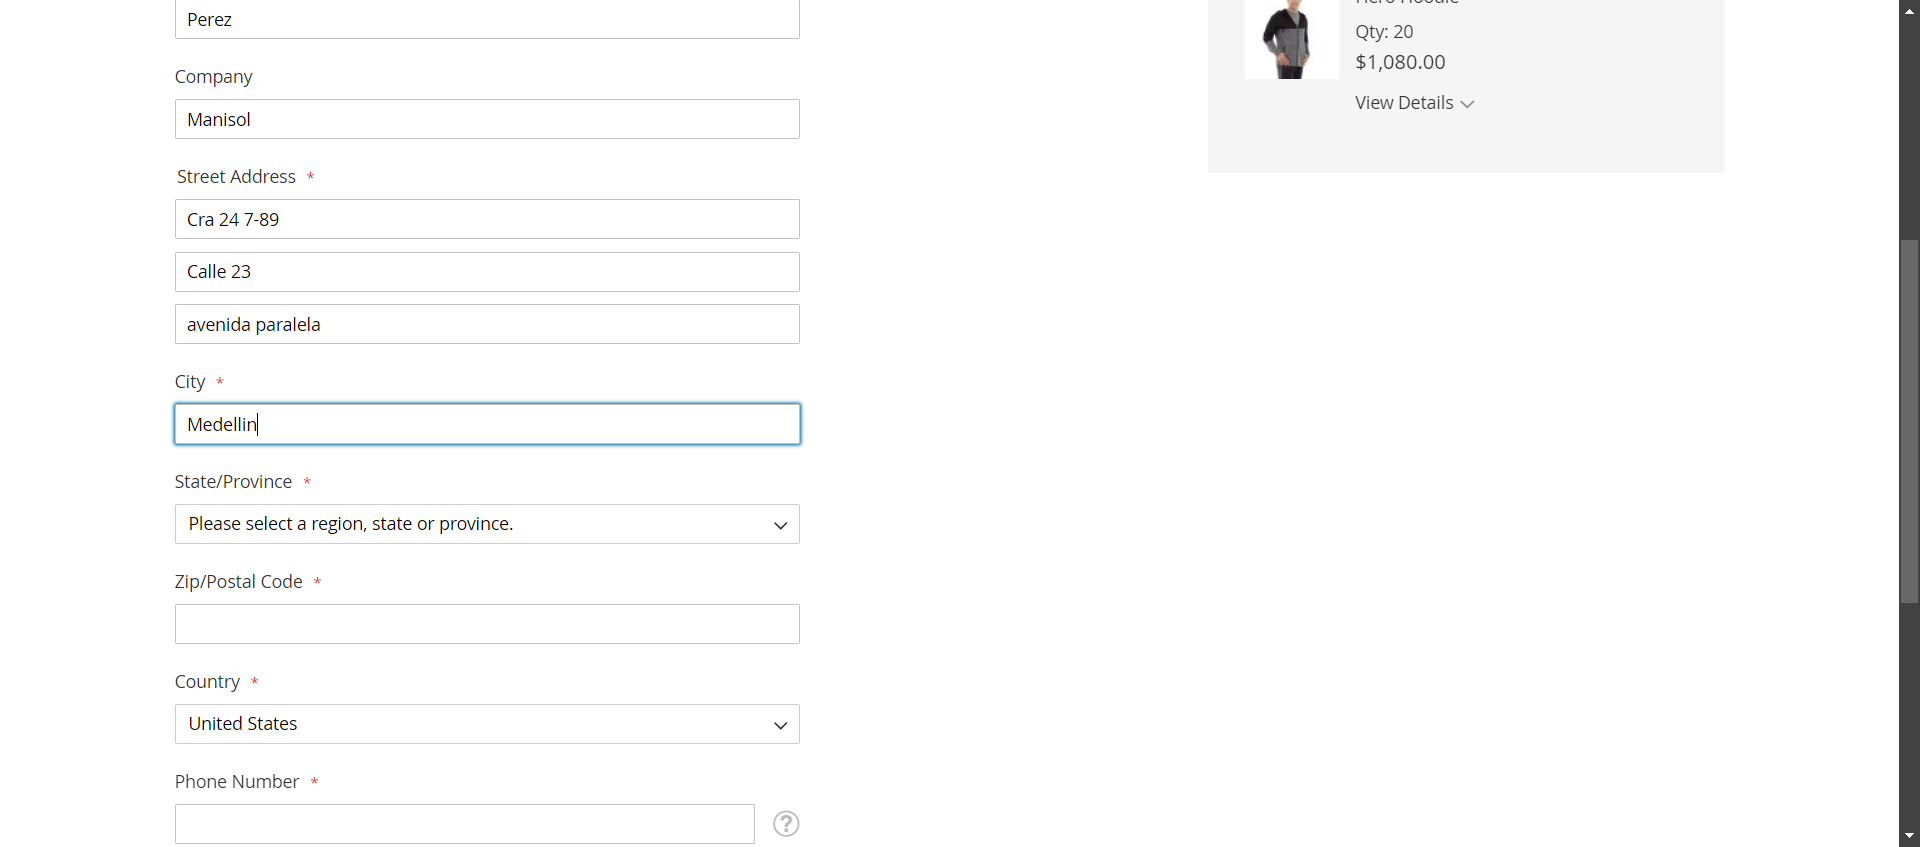 Perez
Company
Manisol
Street Address *
Cra 24 7-89
Calle 23
avenida paralela
City *
Medellin
State/Province *
Please select a region, state or province.
Zip/Postal Code *
Country *
United States
Phone Number *
?
Hero Hoodie
Qty: 20
$1,080.00
View Details